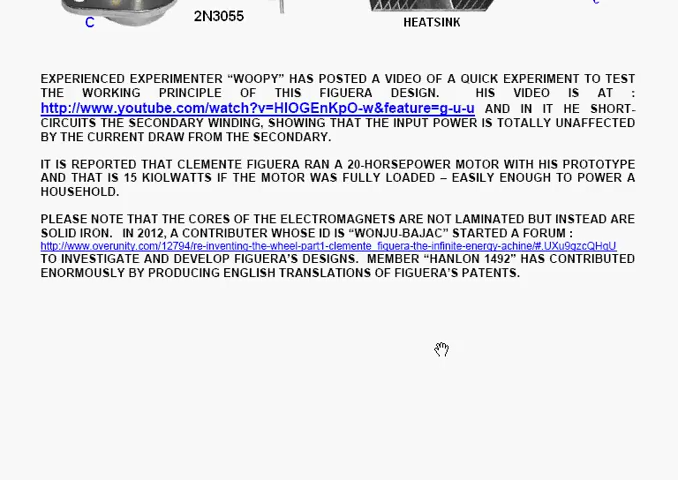 C
2N3055
HEATSINK
C
EXPERIENCED EXPERIMENTER “WOOPY” HAS POSTED A VIDEO OF A QUICK EXPERIMENT TO TEST
THE WORKING PRINCIPLE OF THIS FIGUERA DESIGN. HIS VIDEO IS AT :
http://www.youtube.com/watch?v=HlOGEnKpO-w&feature=g-u-u AND IN IT HE SHORT-
CIRCUITS THE SECONDARY WINDING, SHOWING THAT THE INPUT POWER IS TOTALLY UNAFFECTED
BY THE CURRENT DRAW FROM THE SECONDARY.
IT IS REPORTED THAT CLEMENTE FIGUERA RAN A 20-HORSEPOWER MOTOR WITH HIS PROTOTYPE
AND THAT IS 15 KIOLWATTS IF THE MOTOR WAS FULLY LOADED – EASILY ENOUGH TO POWER A
HOUSEHOLD.
PLEASE NOTE THAT THE CORES OF THE ELECTROMAGNETS ARE NOT LAMINATED BUT INSTEAD ARE
SOLID IRON. IN 2012, A CONTRIBUTER WHOSE ID IS “WONJU-BAJAC” STARTED A FORUM :
http://www.overunity.com/12794/re-inventing-the-wheel-part1-clemente_figuera-the-infinite-energy-achine/#.UXu9gzcQHqU
TO INVESTIGATE AND DEVELOP FIGUERA’S DESIGNS. MEMBER “HANLON 1492” HAS CONTRIBUTED
ENORMOUSLY BY PRODUCING ENGLISH TRANSLATIONS OF FIGUERA’S PATENTS.